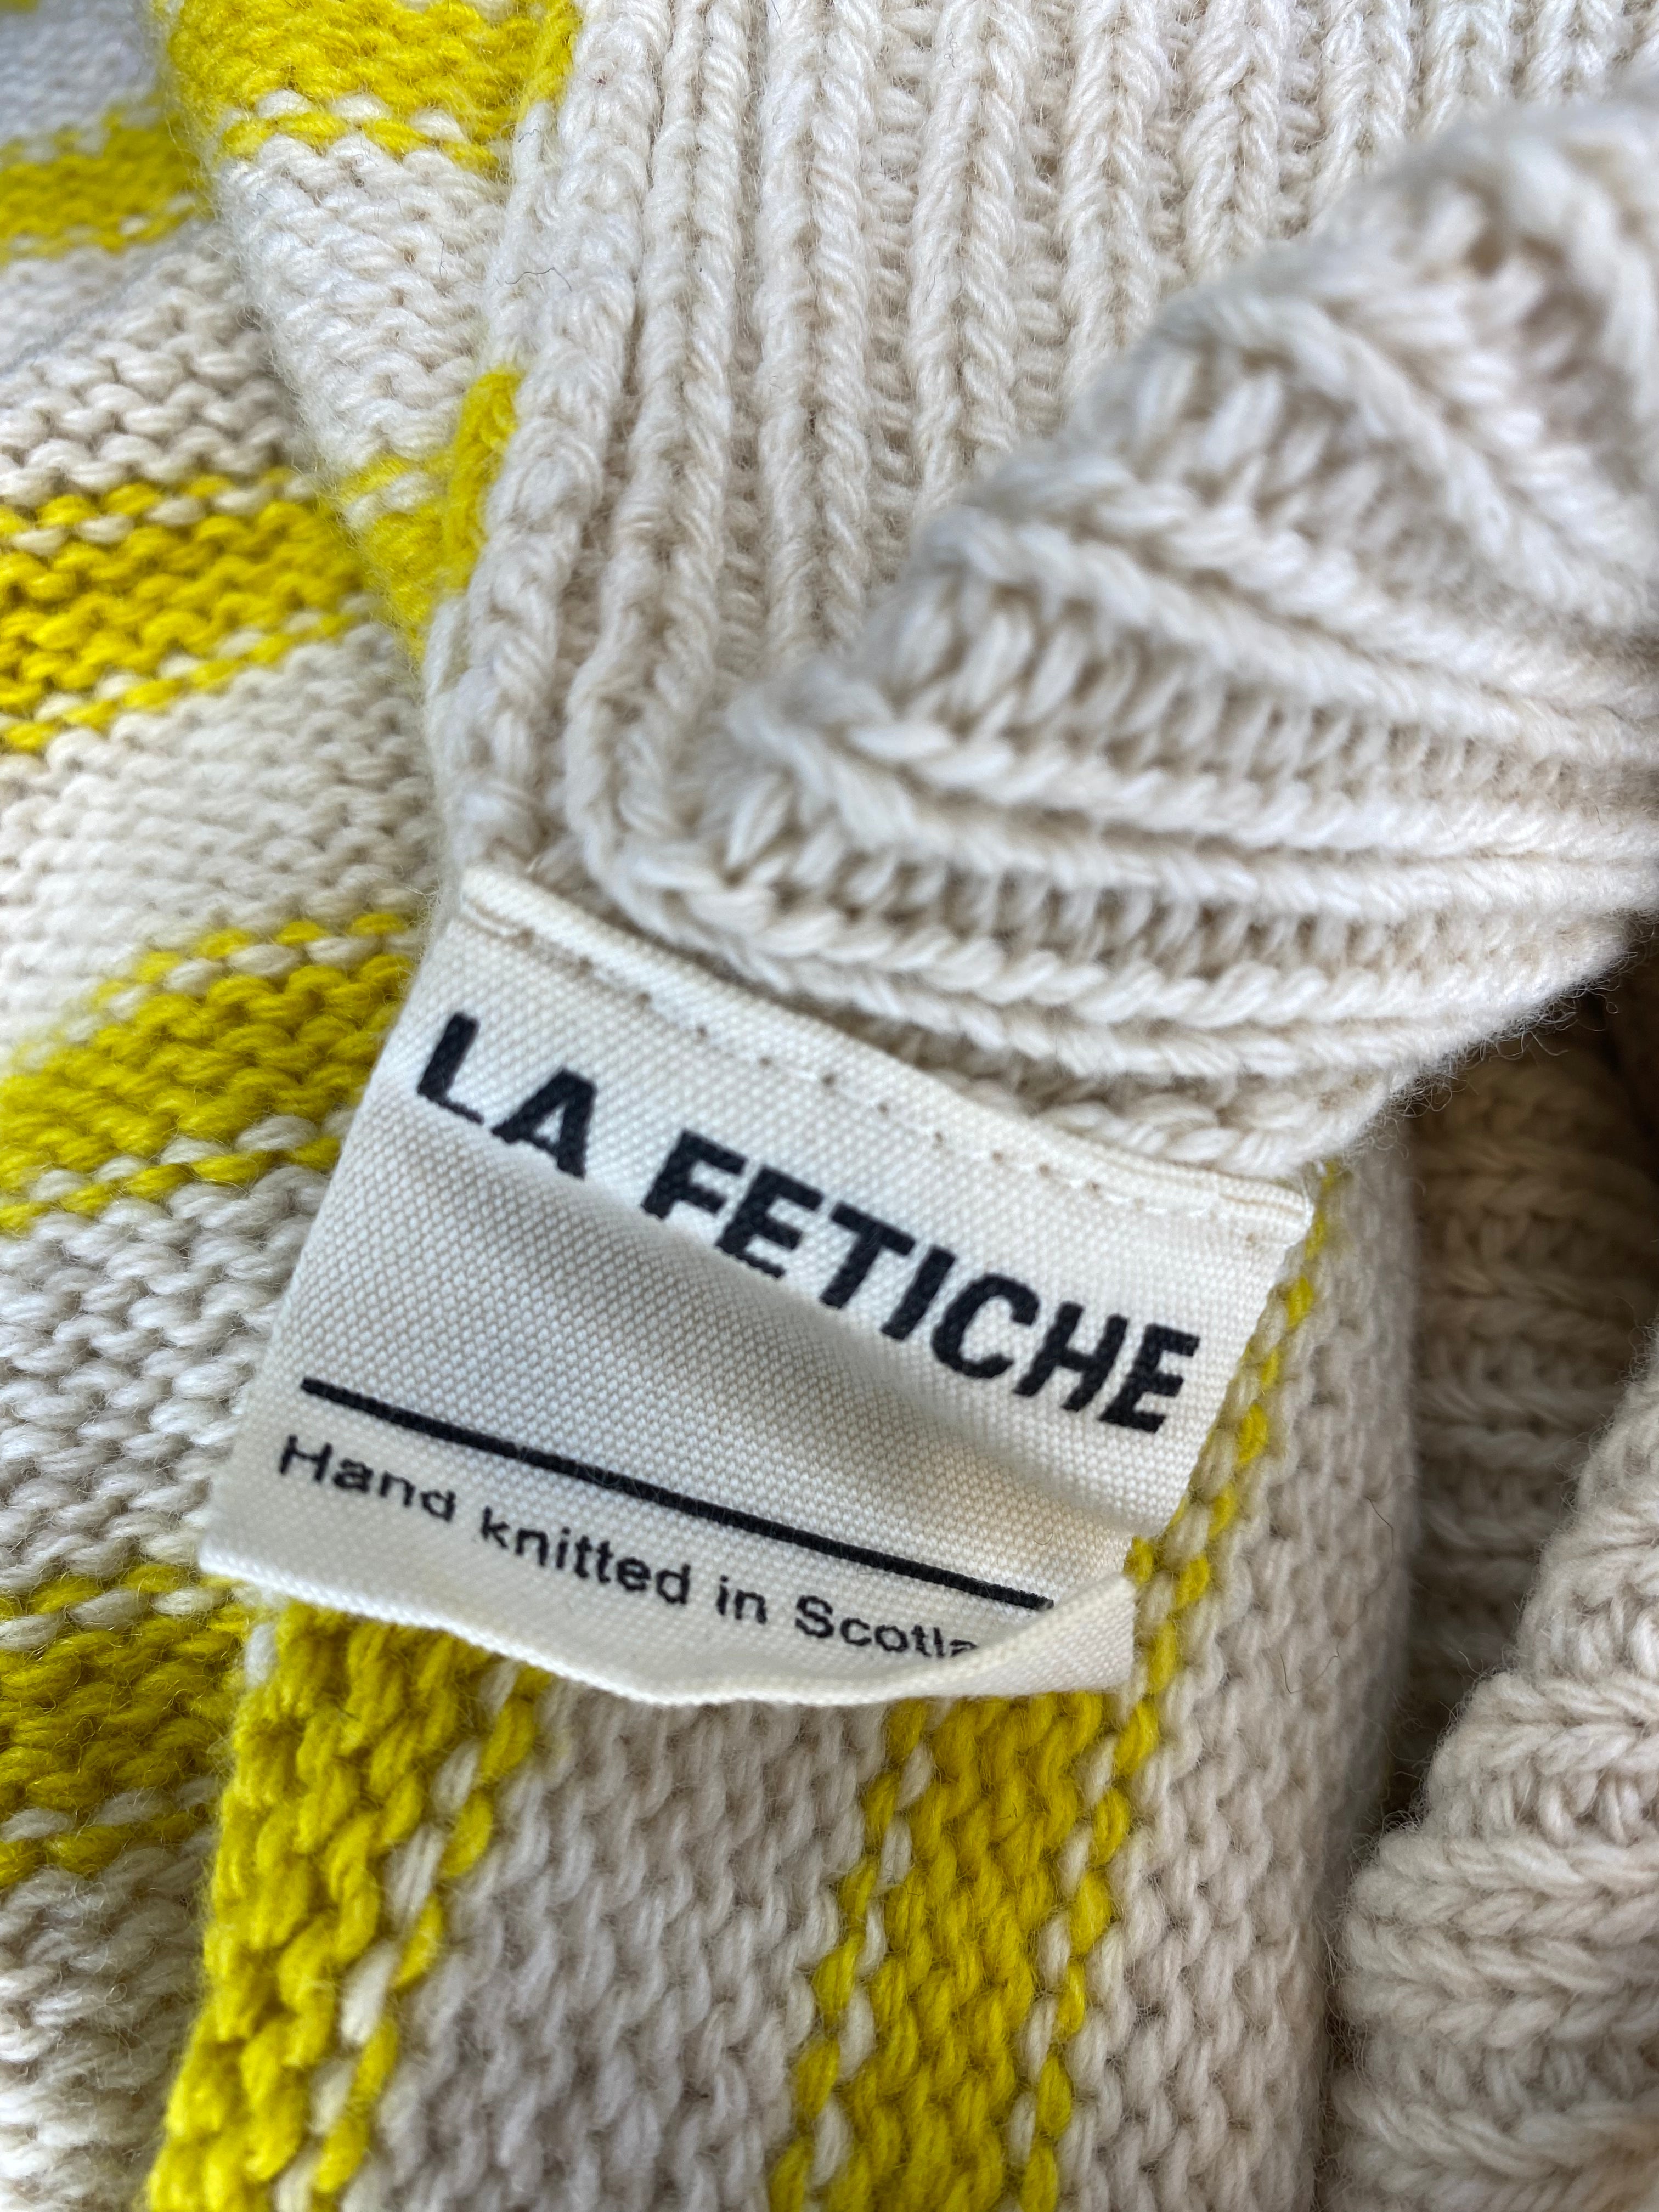 LA FETICHE
Hand knitted in Scotla